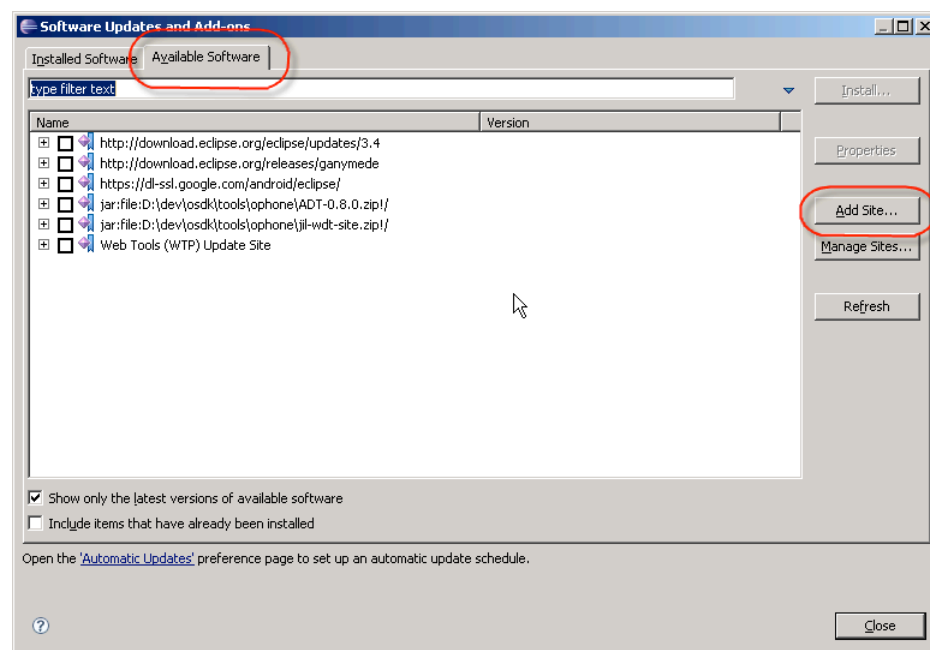 Software Updates and Add-ons
Installed Software Available Software
type filter text
Install...
Name Version
http://download.eclipse.org/eclipse/updates/3.4
http://download.eclipse.org/releases/ganymede
https://dl-ssl.google.com/android/eclipse/
jar:file:D:\dev\osdk\tools\ophone\ADT-0.8.0.zip!/
jar:file:D:\dev\osdk\tools\ophone\jil-wdt-site.zip!/
Web Tools (WTP) Update Site
Properties
Add Site...
Manage Sites...
Refresh
Show only the latest versions of available software
Include items that have already been installed
Open the 'Automatic Updates' preference page to set up an automatic update schedule.
?
Close